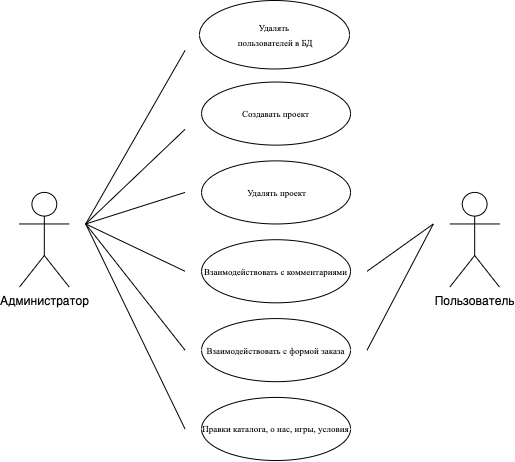 Удалять
пользователей в БД
Создавать проект
Удалять проект
Взаимодействовать с комментариями
Администратор
Пользователь
Взаимодействовать с формой заказа
Правки каталога, о нас, игры, условия